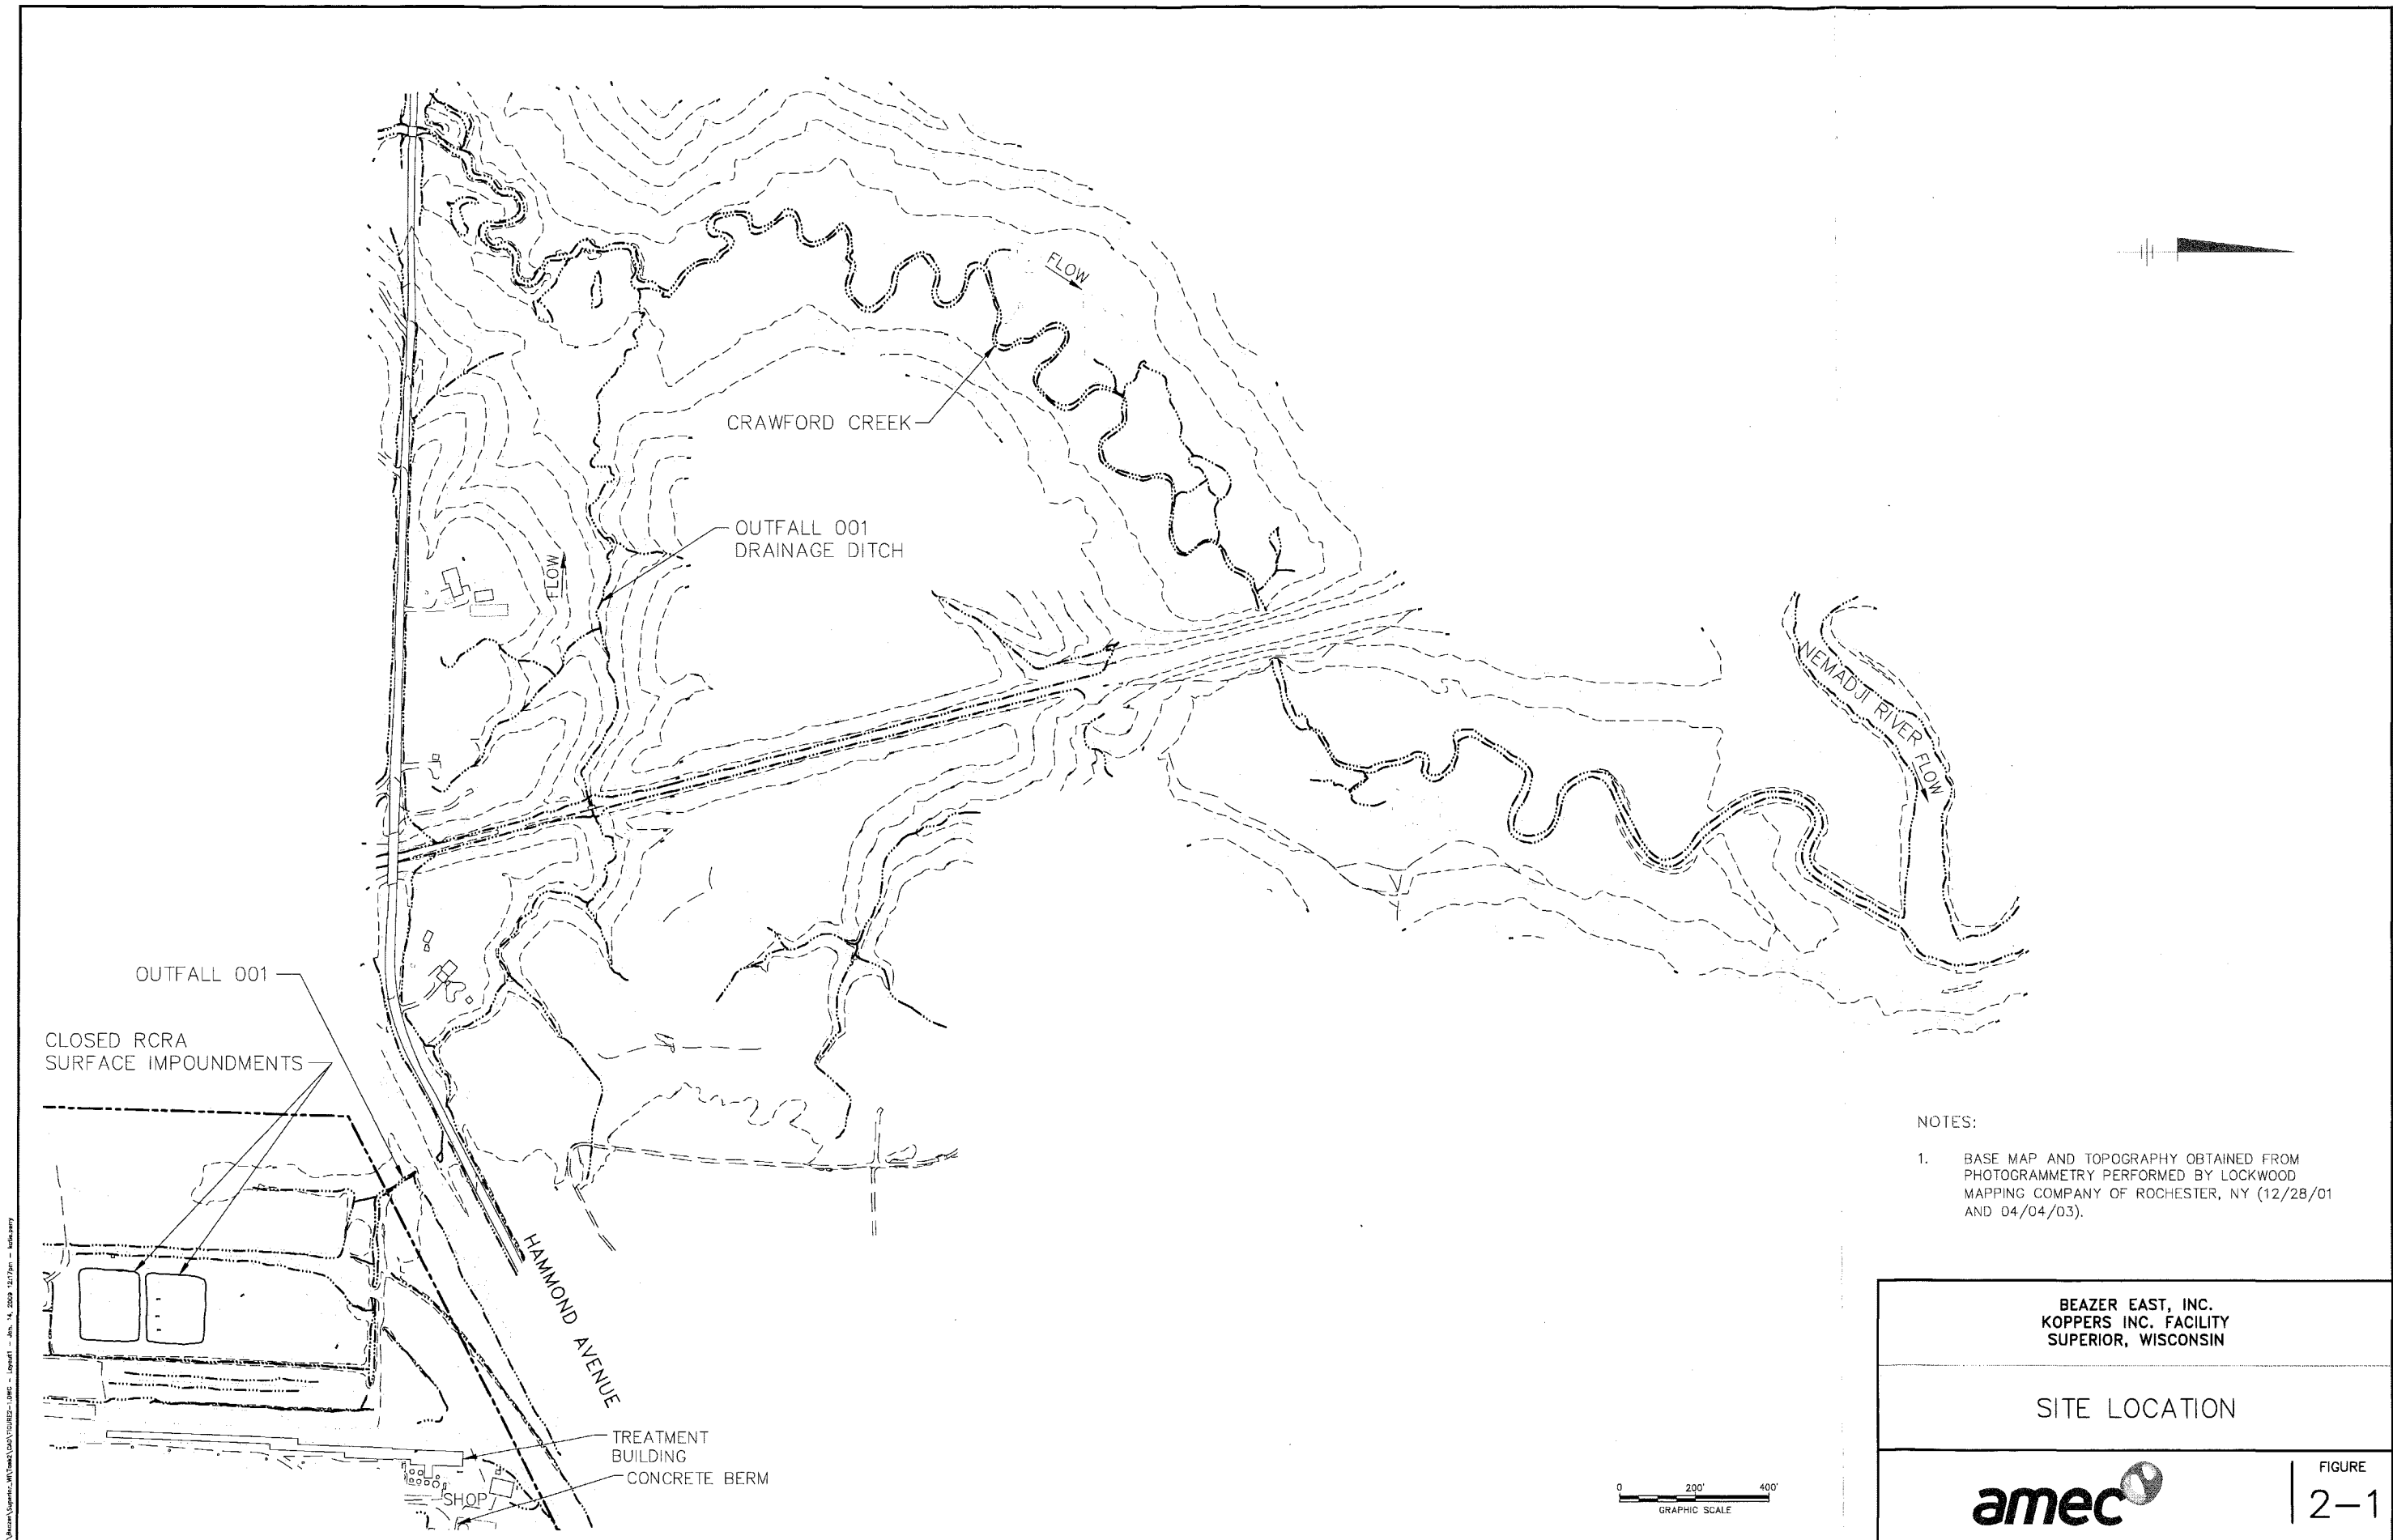 FLOW
CRAWFORD CREEK
OUTFALL 001
DRAINAGE DITCH
FLOW
NEMADJI RIVER
FLOW
OUTFALL 001
CLOSED RCRA
SURFACE IMPOUNDMENTS
HAMMOND AVENUE
TREATMENT
BUILDING
CONCRETE BERM
SHOP
NOTES:
1. BASE MAP AND TOPOGRAPHY OBTAINED FROM
PHOTOGRAMMETRY PERFORMED BY LOCKWOOD
MAPPING COMPANY OF ROCHESTER, NY (12/28/01
AND 04/04/03).
0 200' 400'
GRAPHIC SCALE
BEAZER EAST, INC.
KOPPERS INC. FACILITY
SUPERIOR, WISCONSIN
SITE LOCATION
amec
FIGURE
2-1